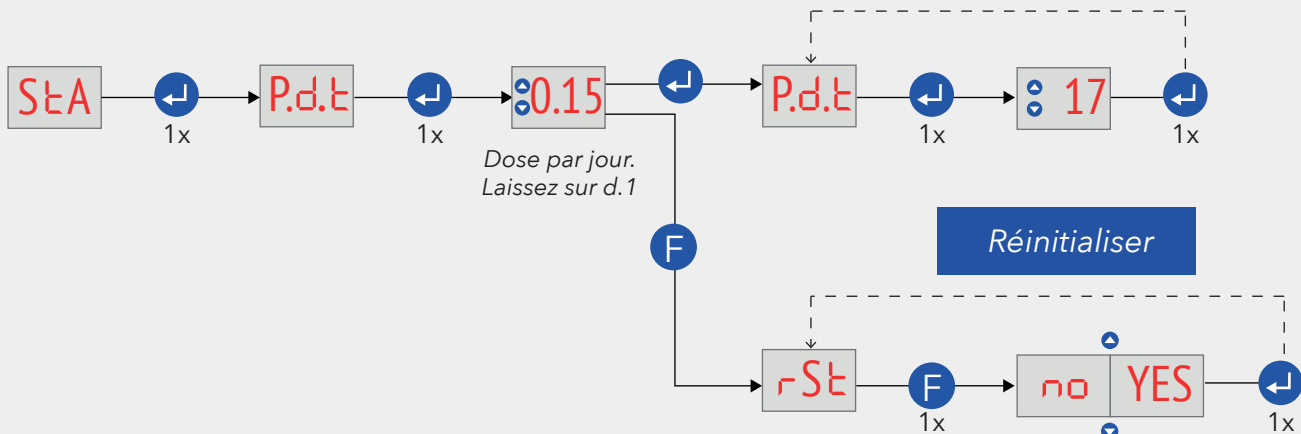 StA
1x
P.d.t
1x
0.15
Dose par jour.
Laissez sur d.1
P.d.t
1x
17
1x
F
Réinitialiser
rSt
F
1x
no
YES
1x